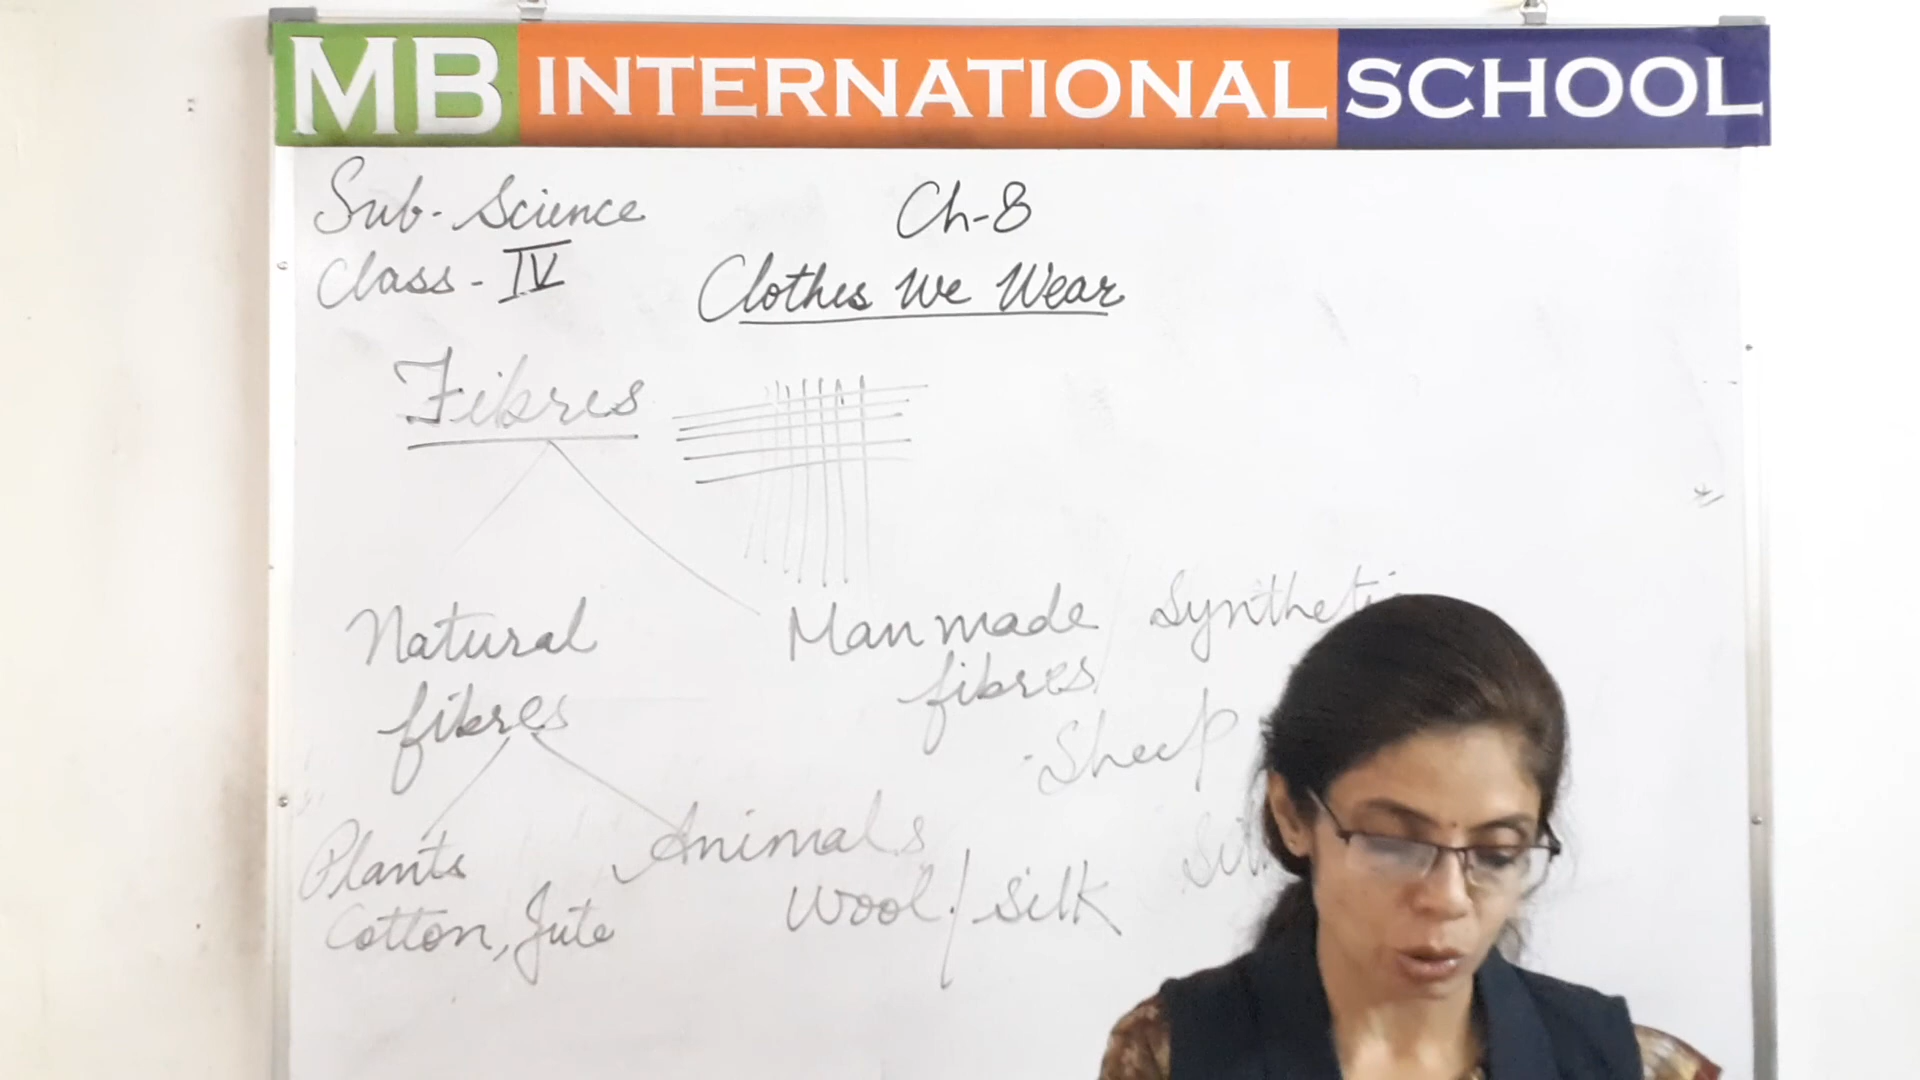 MB INTERNATIONAL SCHOOL
Sub- Science
Class - IV
Ch-8
Clothes We Wear
Fibres
Natural
fibres
Manmade / Synthetic
fibres
Sheep
Plants
Cotton, Jute
Animals
Wool / Silk